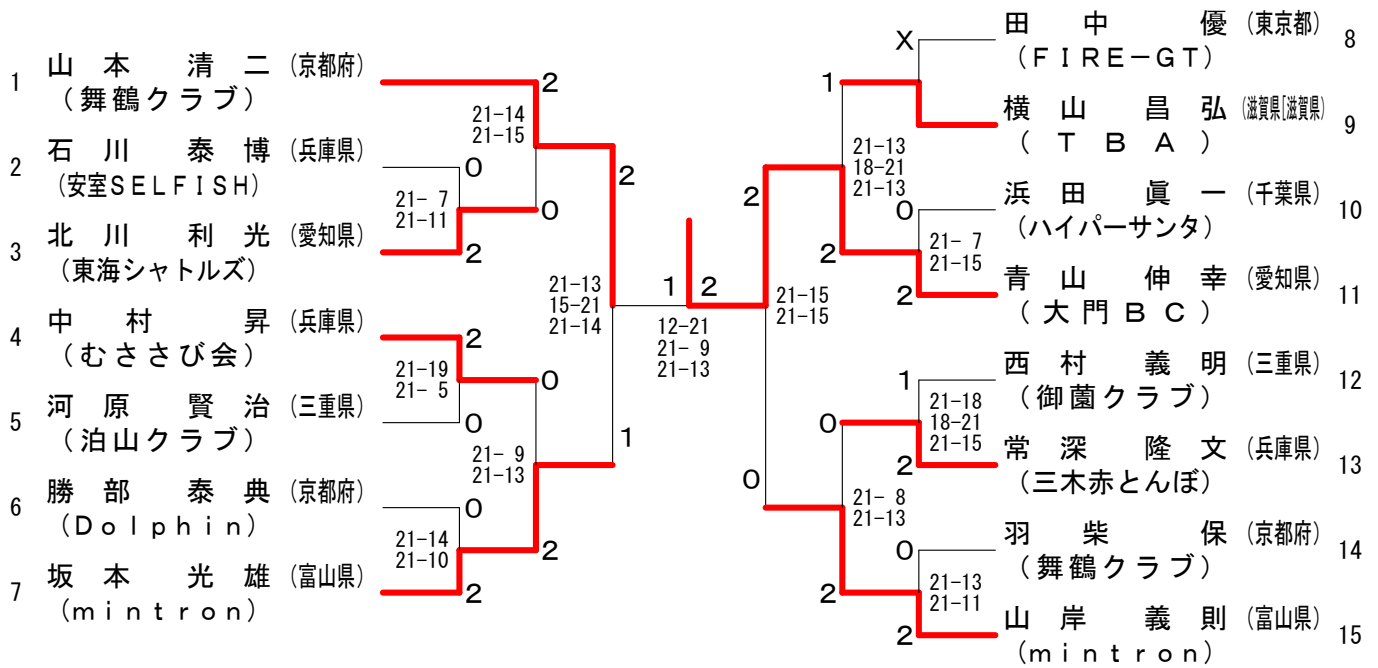 1 山本 清二 (京都府)
(舞鶴クラブ)
2 石川 泰博 (兵庫県)
(安室SELFISH)
3 北川 利光 (愛知県)
(東海シャトルズ)
4 中村 昇 (兵庫県)
(むささび会)
5 河原 賢治 (三重県)
(泊山クラブ)
6 勝部 泰典 (京都府)
(Dolphin)
7 坂本 光雄 (富山県)
(mintron)
2
21-14
21-15
0
21- 7
21-11
0
2
2
21-13
15-21
21-14
2
21-19
21- 5
0
0
1
21- 9
21-13
0
21-14
21-10
2
2
1 2
12-21
21- 9
21-13
X
1
21-13
18-21
21-13
2
0
21- 7
21-15
2
2
21-15
21-15
1
21-18
18-21
21-15
0
2
0
21- 8
21-13
0
21-13
21-11
2
2
田中 優 (東京都) 8
(FIRE-GT)
横山 昌弘 (滋賀県[滋賀県) 9
(TBA)
浜田 眞一 (千葉県) 10
(ハイパーサンタ)
青山 伸幸 (愛知県) 11
(大門BC)
西村 義明 (三重県) 12
(御薗クラブ)
常深 隆文 (兵庫県) 13
(三木赤とんぼ)
羽柴 保 (京都府) 14
(舞鶴クラブ)
山岸 義則 (富山県) 15
(mintron)